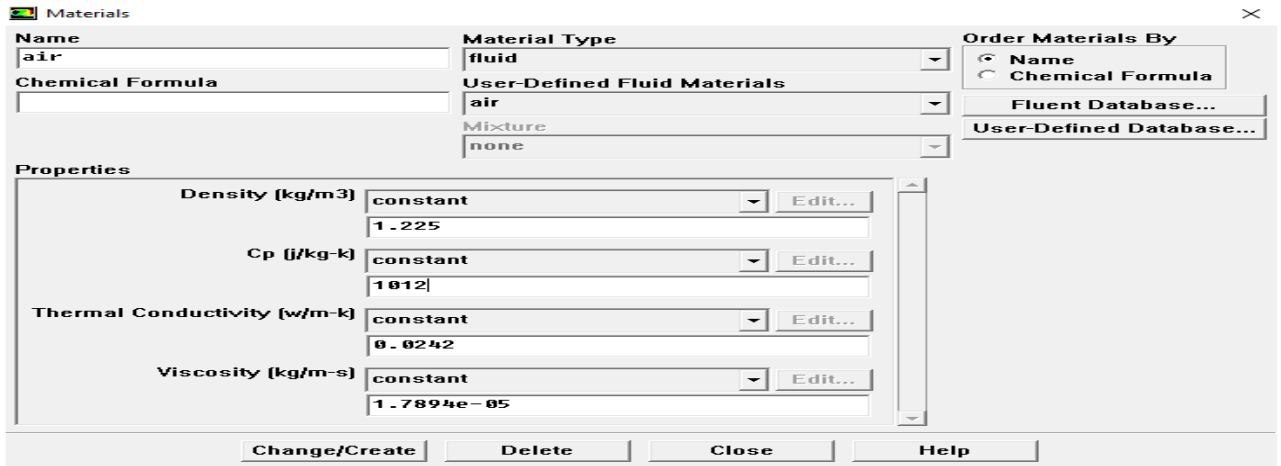 Materials
Name
air
Chemical Formula
Material Type
fluid
User-Defined Fluid Materials
air
Mixture
none
Order Materials By
Name
Chemical Formula
Fluent Database...
User-Defined Database...
Properties
Density (kg/m3)
constant
Edit...
1.225
Cp (j/kg-k)
constant
Edit...
1012
Thermal Conductivity (w/m-k)
constant
Edit...
0.0242
Viscosity (kg/m-s)
constant
Edit...
1.7894e-05
Change/Create
Delete
Close
Help